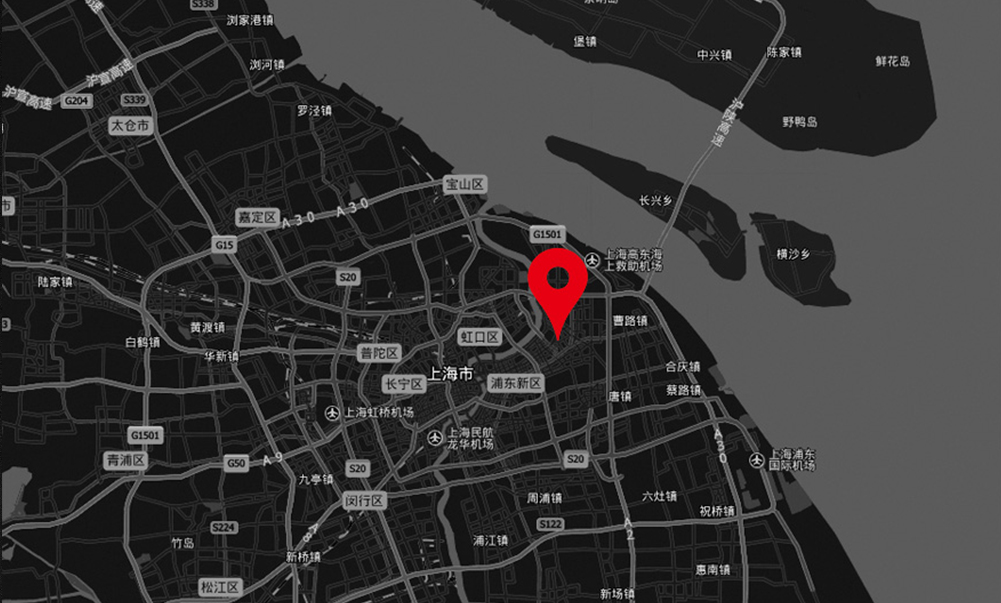 S338
浏家港镇
堡镇
中兴镇
陈家镇
鲜花岛
浏河镇
沪宜高速
沪宜高速
G204
S339
罗泾镇
太仓市
沪陕高速
野鸭岛
宝山区
市
嘉定区
A30
A30
长兴乡
G15
G1501
横沙乡
上海高东海
上救助机场
S20
陆家镇
3
黄渡镇
曹路镇
白鹤镇
虹口区
华新镇
普陀区
合庆镇
上海市
长宁区
浦东新区
蔡路镇
唐镇
上海虹桥机场
G1501
上海民航
龙华机场
A30
青浦区
G50
A9
S20
S20
上海浦东
国际机场
九亭镇
闵行区
周浦镇
六灶镇
祝桥镇
S224
A8
S122
A2
竹岛
浦江镇
新桥镇
惠南镇
松江区
新场镇